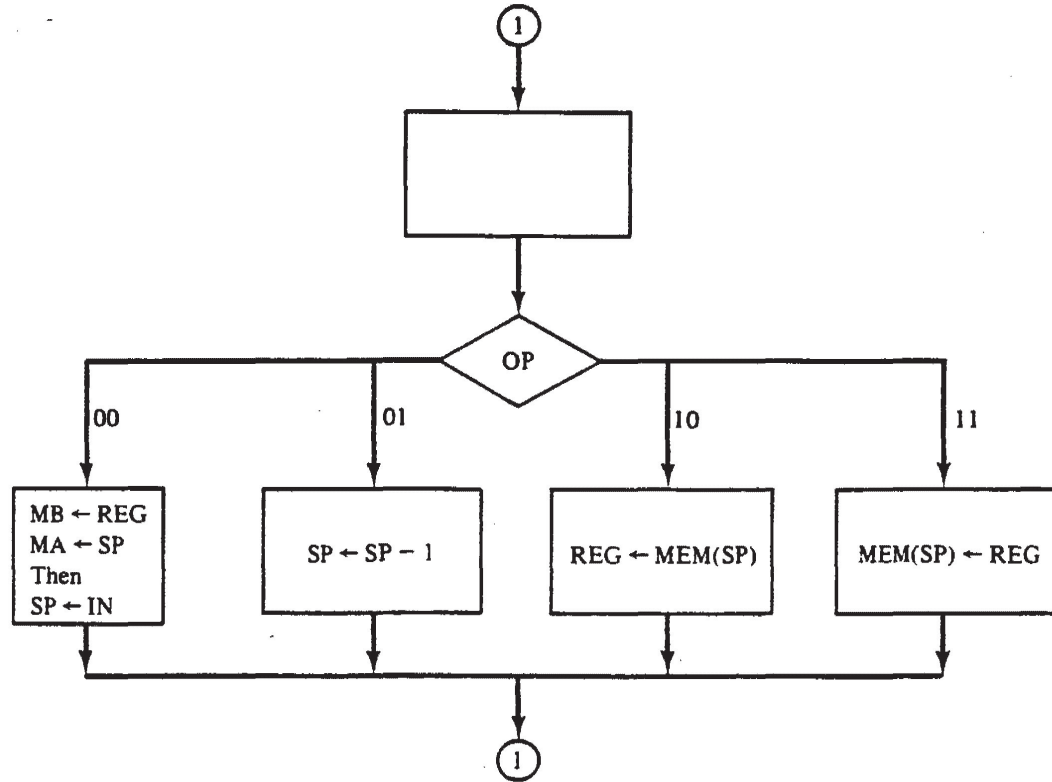 1
OP
00
01
10
11
MB ← REG
MA ← SP
Then
SP ← IN
SP ← SP − 1
REG ← MEM(SP)
MEM(SP) ← REG
1